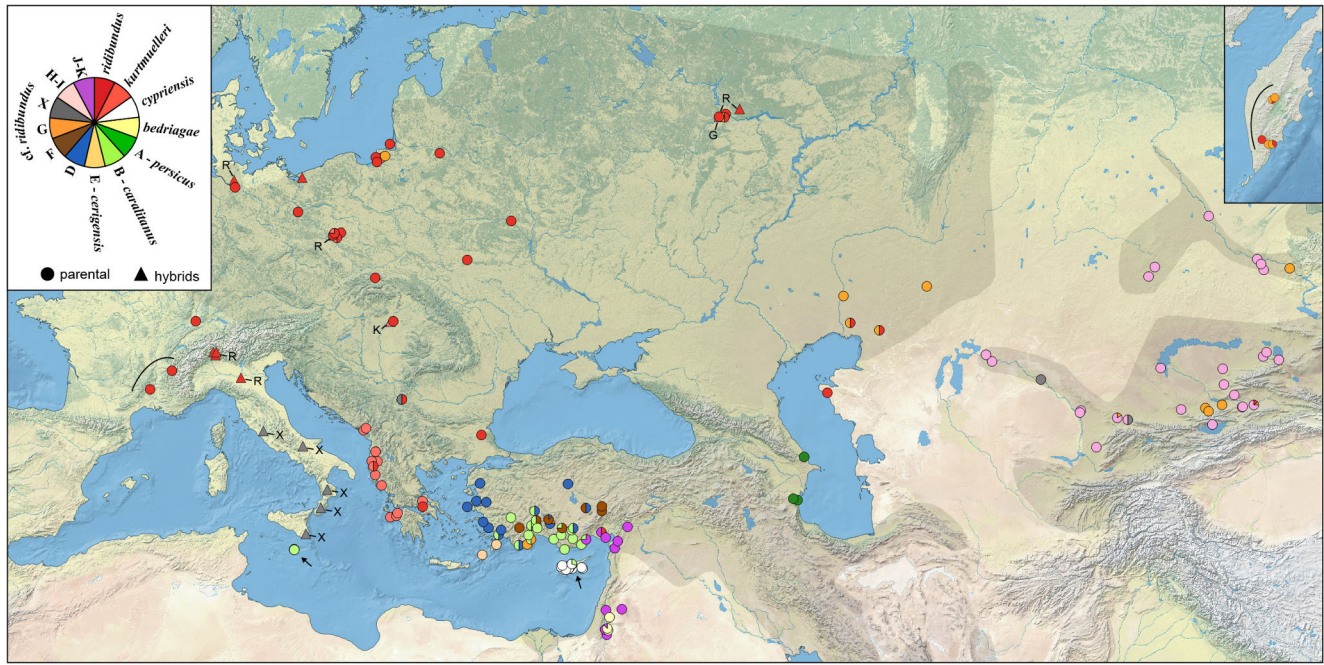 J-K
ridibundus
H-I
kurtmuelleri
X
cypriensis
cf. ridibundus
G
bedriagae
F
A - persicus
D
E - cerigensis
B - caralitanus
parental
hybrids
R
G
R
R
K
R
R
X
X
X
X
X